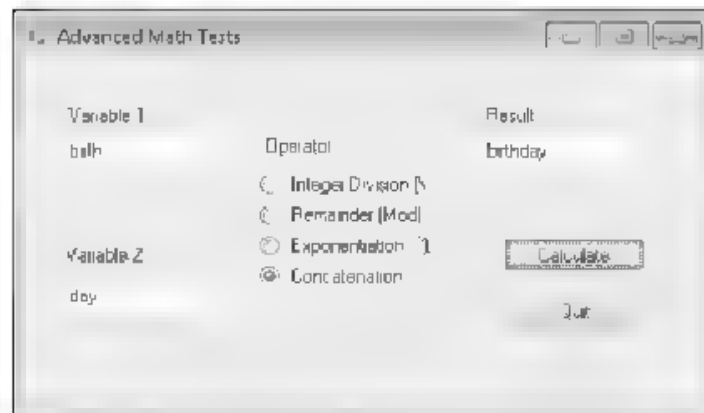 Advanced Math Tests
Variable 1
birth
Operator
Integer Division (\)
Remainder (Mod)
Exponentiation (^)
Concatenation
Variable 2
day
Result
birthday
Calculate
Quit